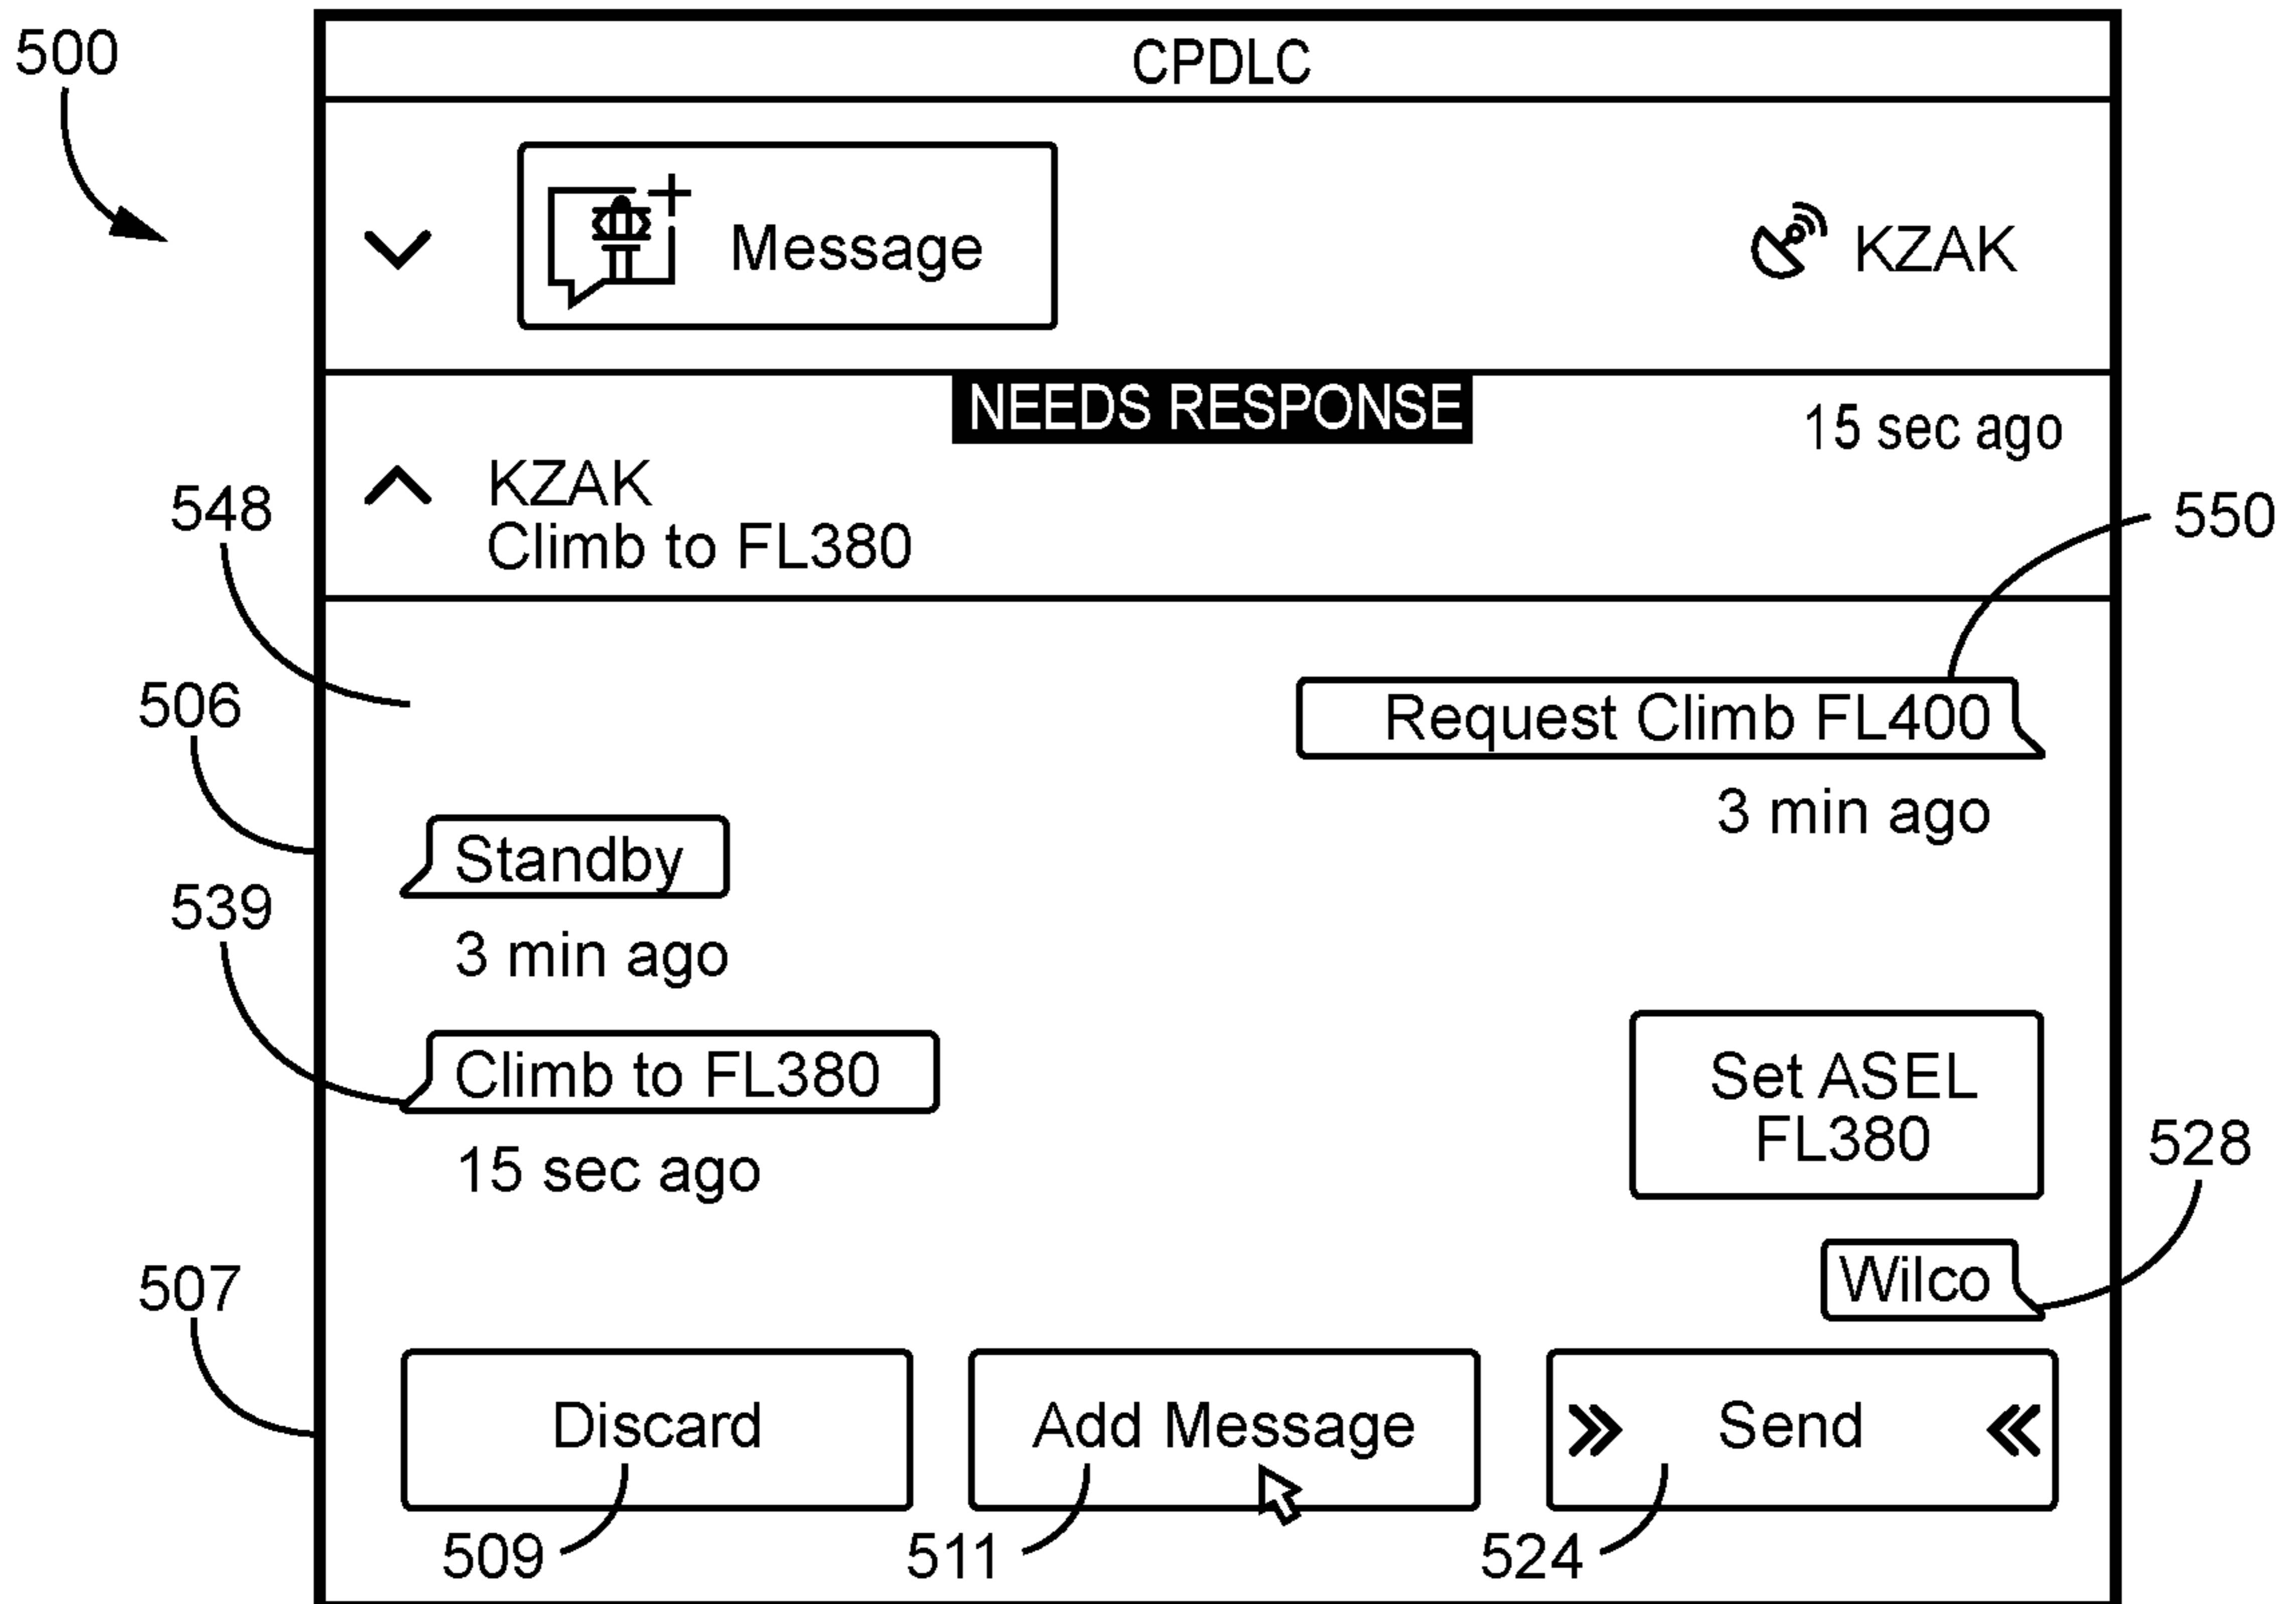 500
CPDLC
Message
KZAK
NEEDS RESPONSE
15 sec ago
KZAK
Climb to FL380
548
550
506
Request Climb FL400
3 min ago
Standby
539
3 min ago
Climb to FL380
Set ASEL
FL380
15 sec ago
528
507
Wilco
Discard
Add Message
Send
509
511
524